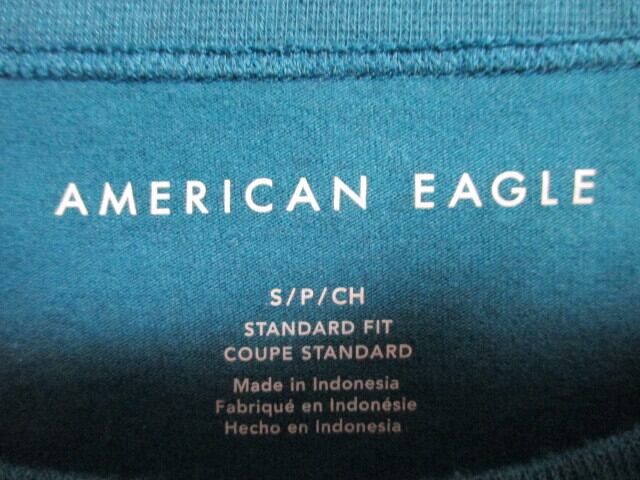 AMERICAN EAGLE
S/P/CH
STANDARD FIT
COUPE STANDARD
Made in Indonesia
Fabriqué en Indonésie
Hecho en Indonesia